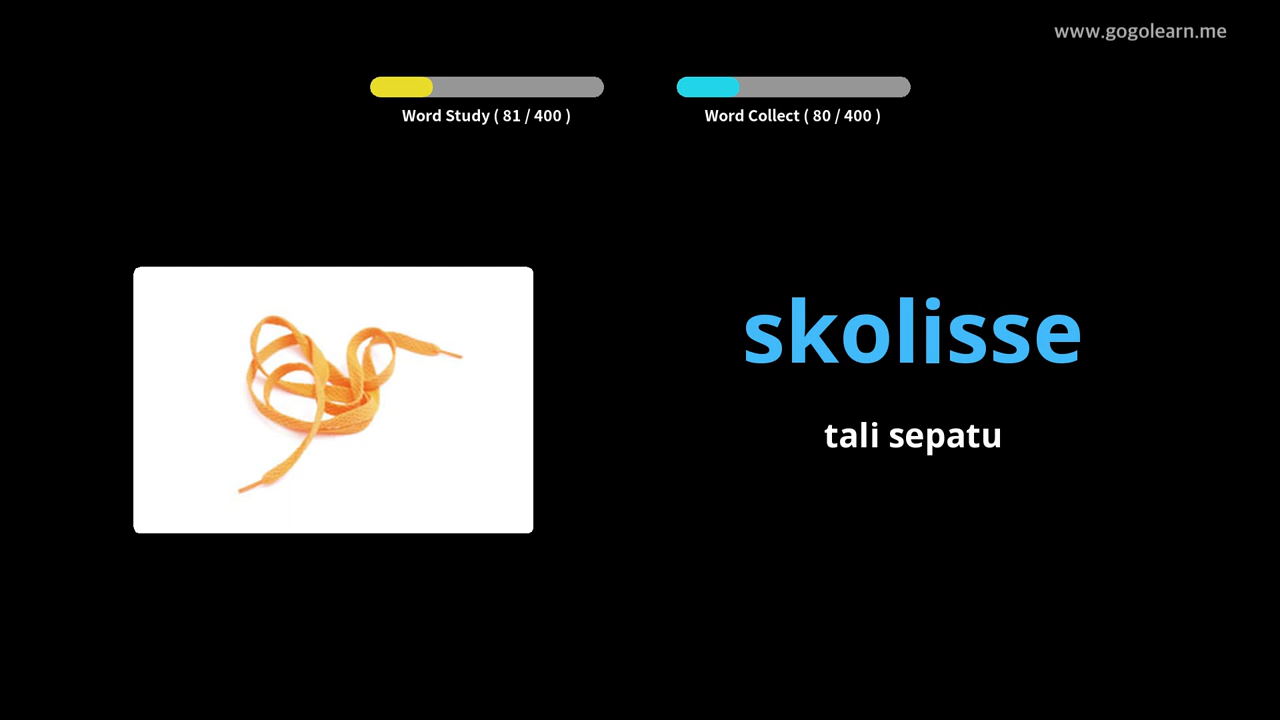 www.gogolearn.me
Word Study ( 81 / 400 )
Word Collect ( 80 / 400 )
skolisse
tali sepatu